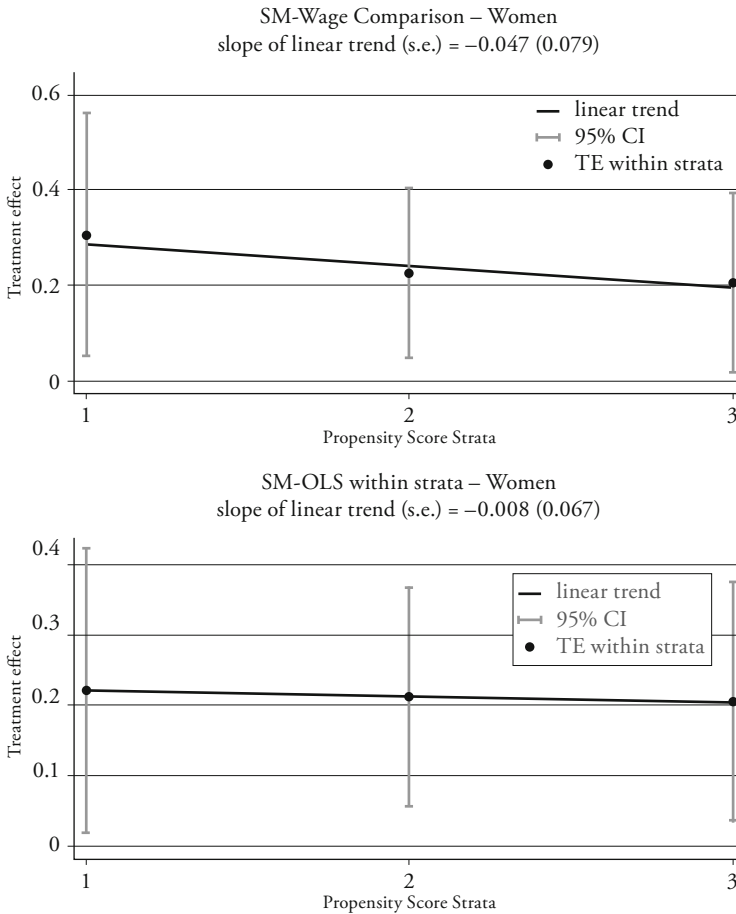 SM-Wage Comparison – Women
slope of linear trend (s.e.) = –0.047 (0.079)
0.6
linear trend
95% CI
TE within strata
0.4
Treatment effect
0.2
0
1
2
3
Propensity Score Strata
SM-OLS within strata – Women
slope of linear trend (s.e.) = –0.008 (0.067)
0.4
linear trend
95% CI
TE within strata
0.3
Treatment effect
0.2
0.1
0
1
2
3
Propensity Score Strata